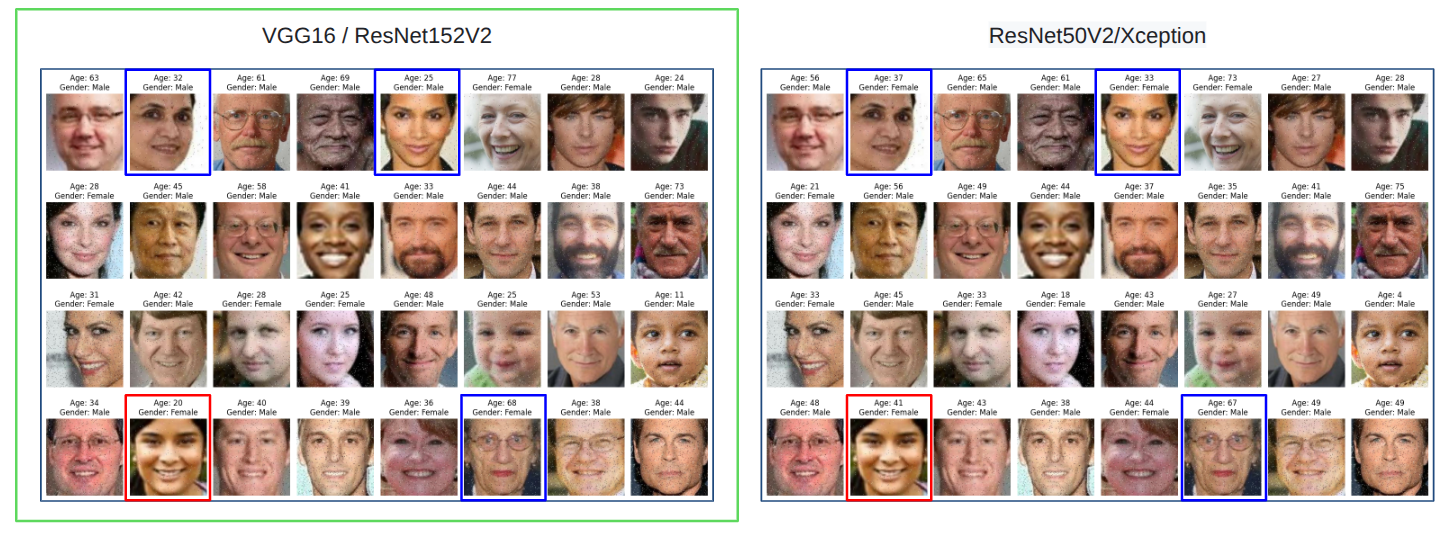 VGG16 / ResNet152V2
Age: 63
Gender: Male
Age: 32
Gender: Male
Age: 61
Gender: Male
Age: 69
Gender: Male
Age: 25
Gender: Male
Age: 77
Gender: Female
Age: 28
Gender: Male
Age: 24
Gender: Male
Age: 28
Gender: Female
Age: 45
Gender: Male
Age: 58
Gender: Male
Age: 41
Gender: Male
Age: 33
Gender: Male
Age: 44
Gender: Male
Age: 38
Gender: Male
Age: 73
Gender: Male
Age: 31
Gender: Female
Age: 42
Gender: Male
Age: 28
Gender: Female
Age: 25
Gender: Female
Age: 48
Gender: Male
Age: 25
Gender: Male
Age: 53
Gender: Male
Age: 11
Gender: Male
Age: 34
Gender: Male
Age: 20
Gender: Female
Age: 40
Gender: Male
Age: 39
Gender: Male
Age: 36
Gender: Female
Age: 68
Gender: Female
Age: 38
Gender: Male
Age: 44
Gender: Male
ResNet50V2/Xception
Age: 56
Gender: Male
Age: 37
Gender: Female
Age: 65
Gender: Male
Age: 61
Gender: Male
Age: 33
Gender: Female
Age: 73
Gender: Female
Age: 27
Gender: Male
Age: 28
Gender: Male
Age: 21
Gender: Female
Age: 56
Gender: Male
Age: 49
Gender: Male
Age: 44
Gender: Male
Age: 37
Gender: Male
Age: 35
Gender: Male
Age: 41
Gender: Male
Age: 75
Gender: Male
Age: 33
Gender: Female
Age: 45
Gender: Male
Age: 33
Gender: Female
Age: 18
Gender: Male
Age: 43
Gender: Male
Age: 27
Gender: Male
Age: 49
Gender: Male
Age: 4
Gender: Male
Age: 48
Gender: Male
Age: 41
Gender: Female
Age: 43
Gender: Male
Age: 38
Gender: Male
Age: 44
Gender: Female
Age: 67
Gender: Male
Age: 49
Gender: Male
Age: 49
Gender: Male